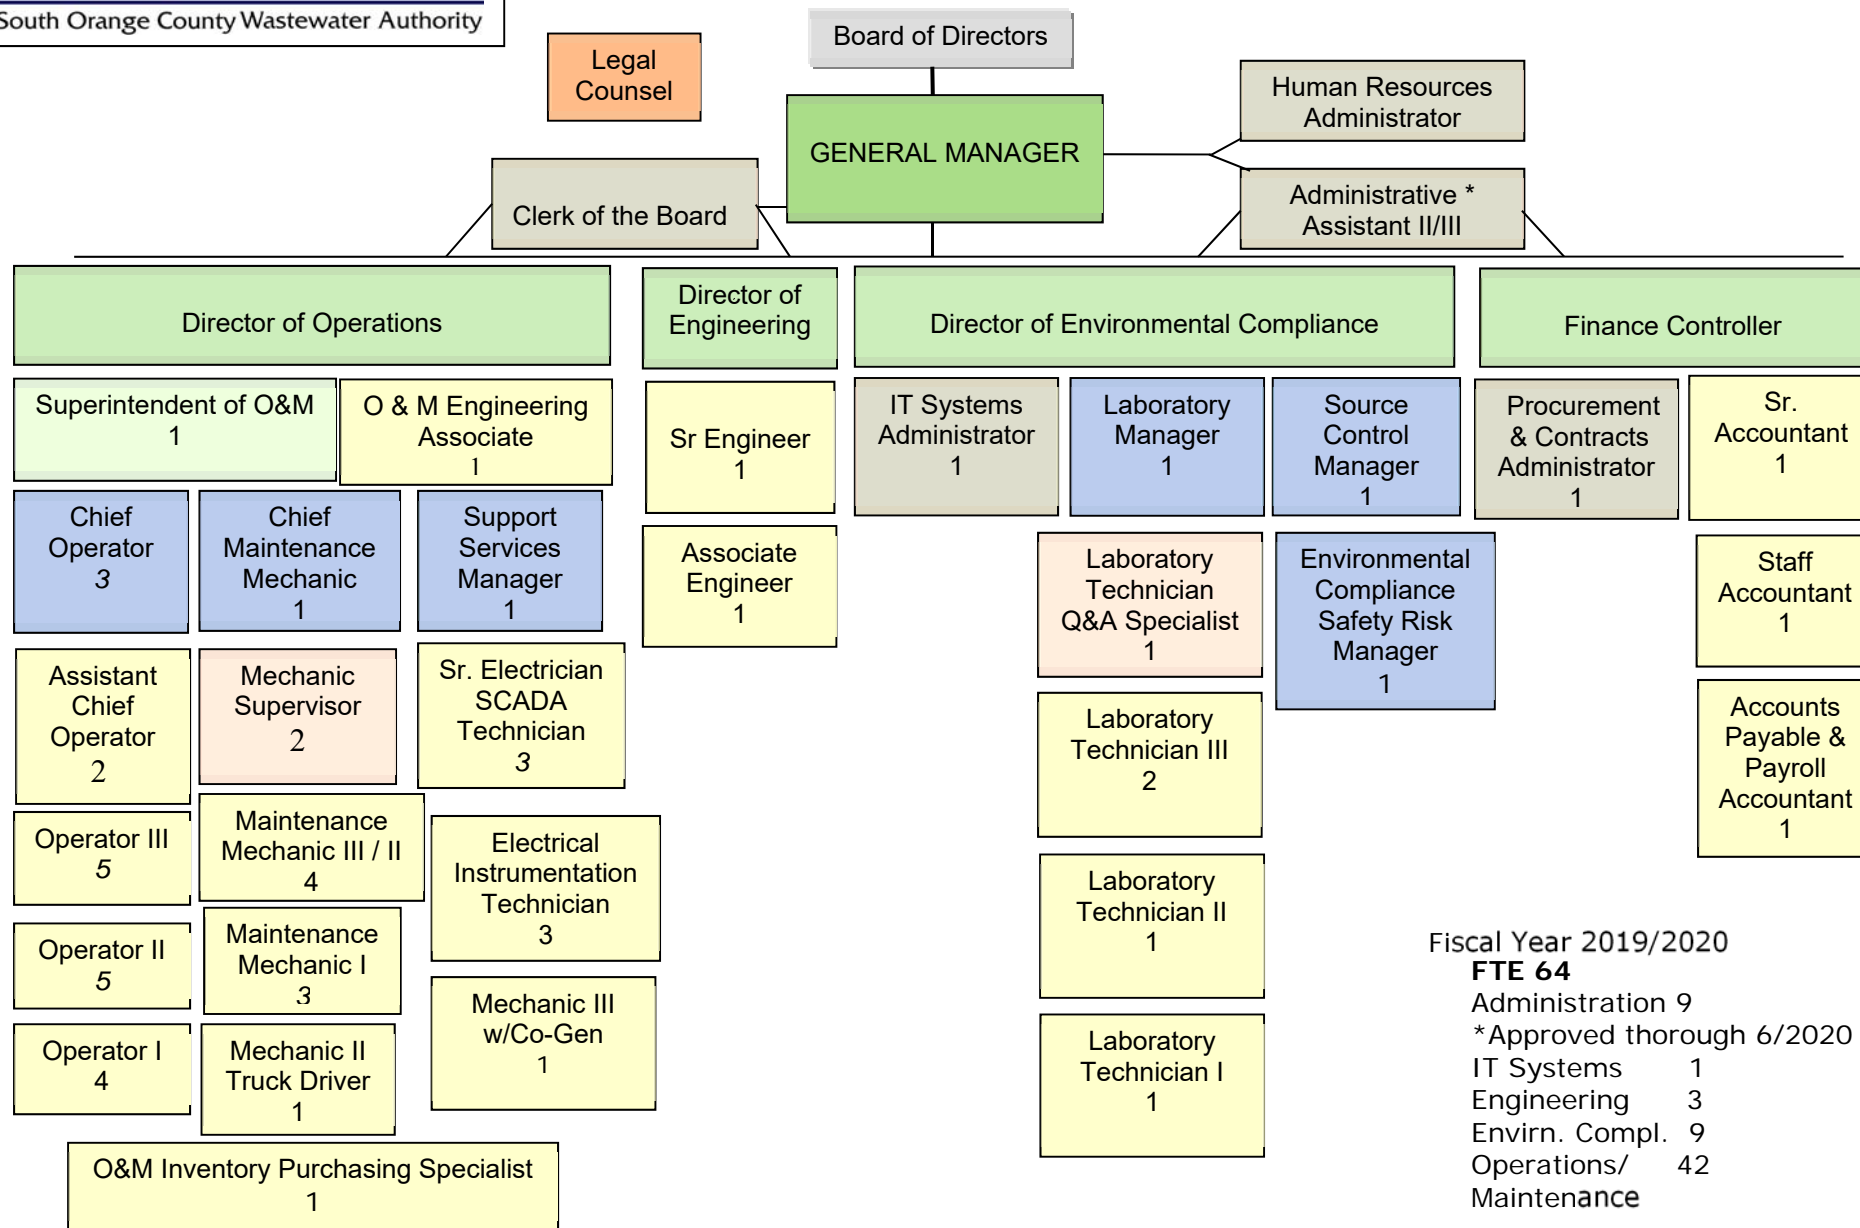 South Orange County Wastewater Authority
Board of Directors
Legal
Counsel
GENERAL MANAGER
Human Resources
Administrator
Clerk of the Board
Administrative *
Assistant II/III
Director of Operations
Director of
Engineering
Director of Environmental Compliance
Finance Controller
Superintendent of O&M
1
O & M Engineering
Associate
1
Chief
Operator
3
Chief
Maintenance
Mechanic
1
Support
Services
Manager
1
Assistant
Chief
Operator
2
Mechanic
Supervisor
2
Sr. Electrician
SCADA
Technician
3
Operator III
5
Maintenance
Mechanic III / II
4
Electrical
Instrumentation
Technician
3
Operator II
5
Maintenance
Mechanic I
3
Mechanic III
w/Co-Gen
1
Operator I
4
Mechanic II
Truck Driver
1
O&M Inventory Purchasing Specialist
1
Sr Engineer
1
Associate
Engineer
1
IT Systems
Administrator
1
Laboratory
Manager
1
Source
Control
Manager
1
Laboratory
Technician
Q&A Specialist
1
Environmental
Compliance
Safety Risk
Manager
1
Laboratory
Technician III
2
Laboratory
Technician II
1
Laboratory
Technician I
1
Procurement
& Contracts
Administrator
1
Sr.
Accountant
1
Staff
Accountant
1
Accounts
Payable &
Payroll
Accountant
1
Fiscal Year 2019/2020
FTE 64
Administration 9
*Approved thorough 6/2020
IT Systems 1
Engineering 3
Envirn. Compl. 9
Operations/ 42
Maintenance